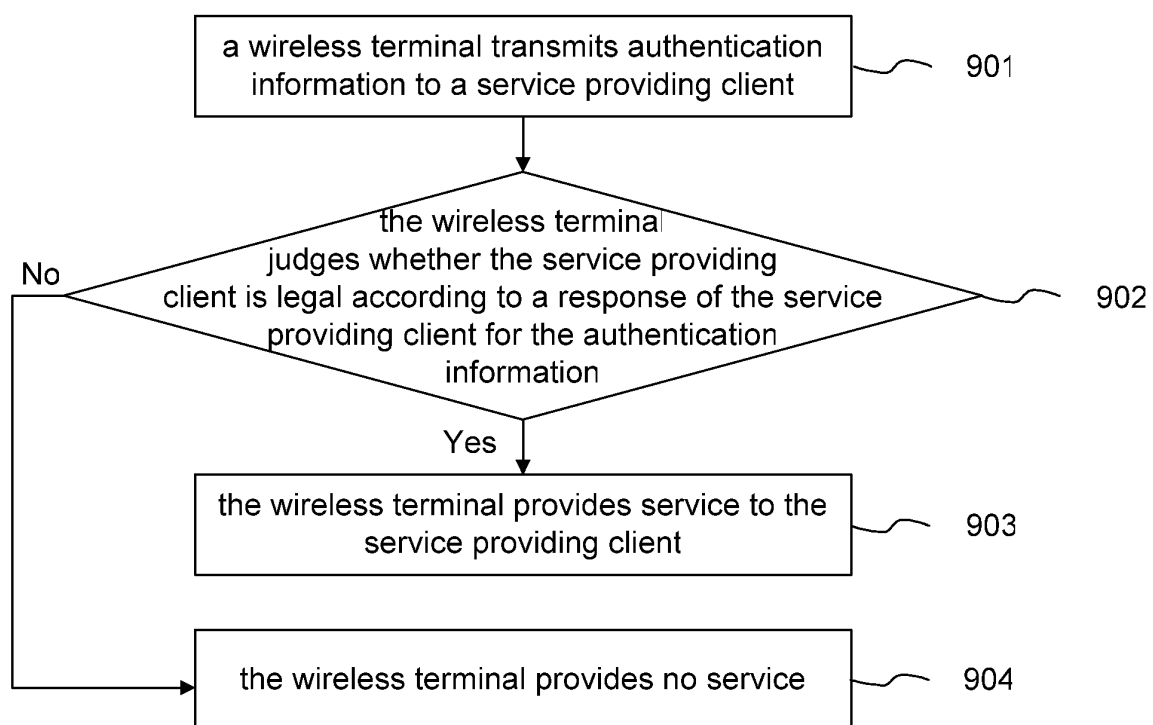 a wireless terminal transmits authentication
information to a service providing client
901
the wireless terminal
judges whether the service providing
client is legal according to a response of the service
providing client for the authentication
information
902
No
Yes
the wireless terminal provides service to the
service providing client
903
the wireless terminal provides no service
904